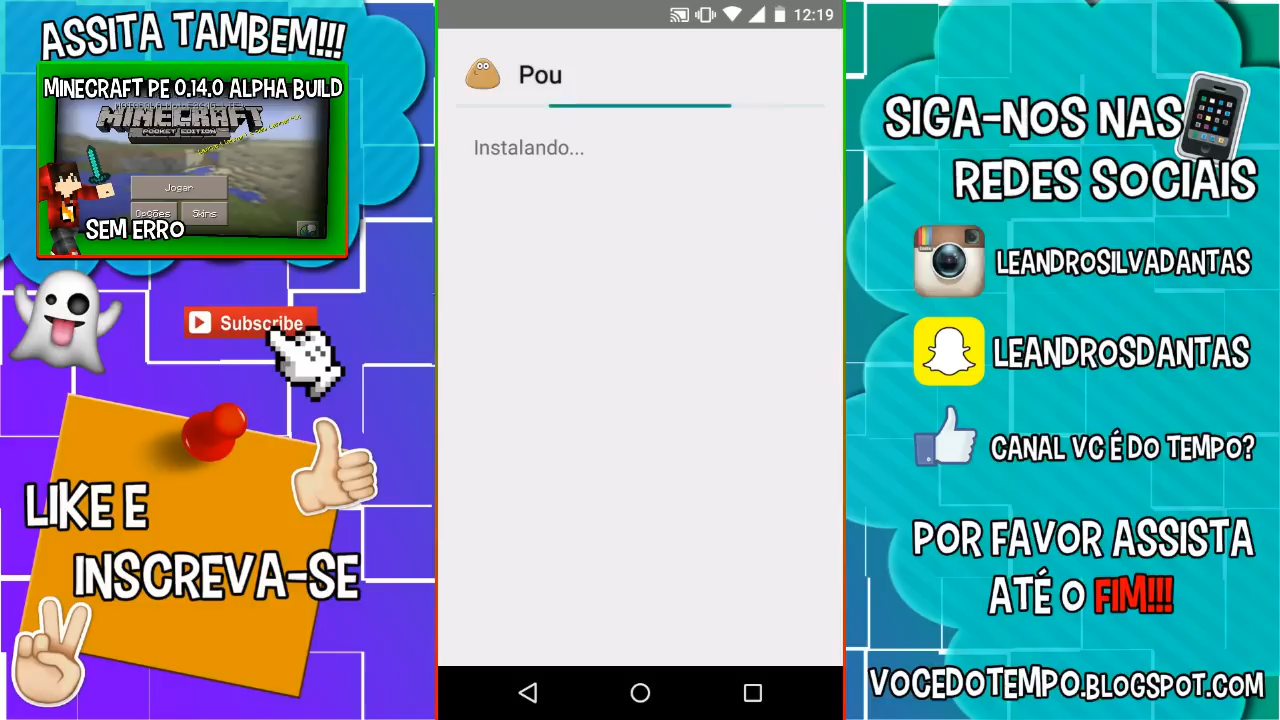 ASSITA TAMBEM!!!
MINECRAFT PE 0.14.0 ALPHA BUILD
MINECRAFT
POCKET EDITION
Jogar
Opções
Skins
SEM ERRO
Subscribe
LIKE E
INSCREVA-SE
12:19
Pou
Instalando...
SIGA-NOS NAS
REDES SOCIAIS
LEANDROSILVADANTAS
LEANDROSDANTAS
CANAL VC É DO TEMPO?
POR FAVOR ASSISTA
ATÉ O FIM!!!
VOCEDOTEMPO.BLOGSPOT.COM